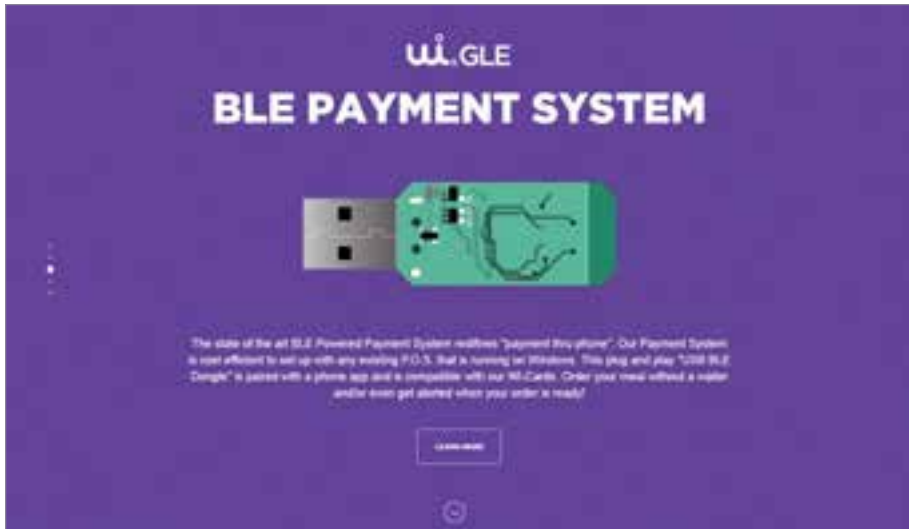 wi.GLE
BLE PAYMENT SYSTEM
The state of the art BLE Powered Payment System redifines "payment thru phone". Our Payment System
is cost efficient to set up with any existing P.O.S. that is running on Windows. This plug and play "USB BLE
Dongle" is paired with a phone app and is compatible with our Wi-Cards. Order your meal without a waiter
and/or even get alerted when your order is ready!
LEARN MORE